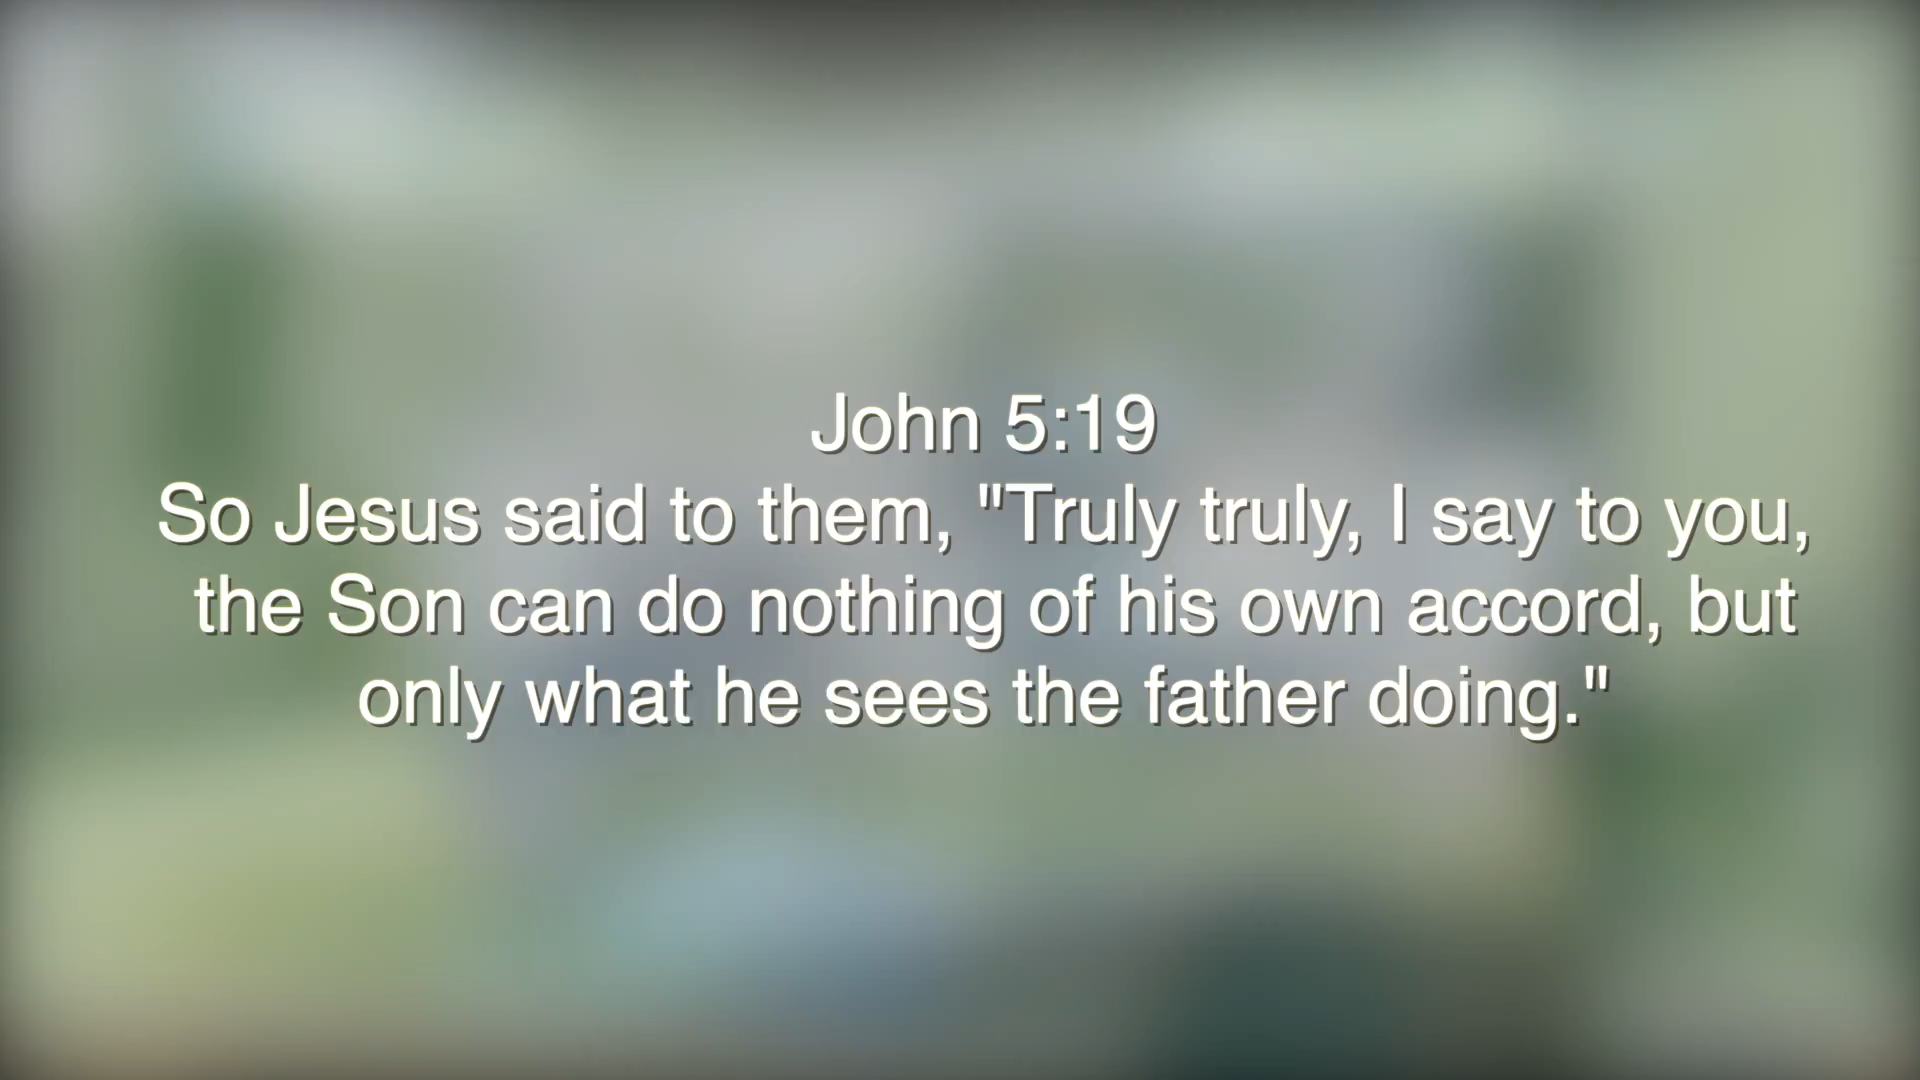 John 5:19
So Jesus said to them, "Truly truly, I say to you,
the Son can do nothing of his own accord, but
only what he sees the father doing."